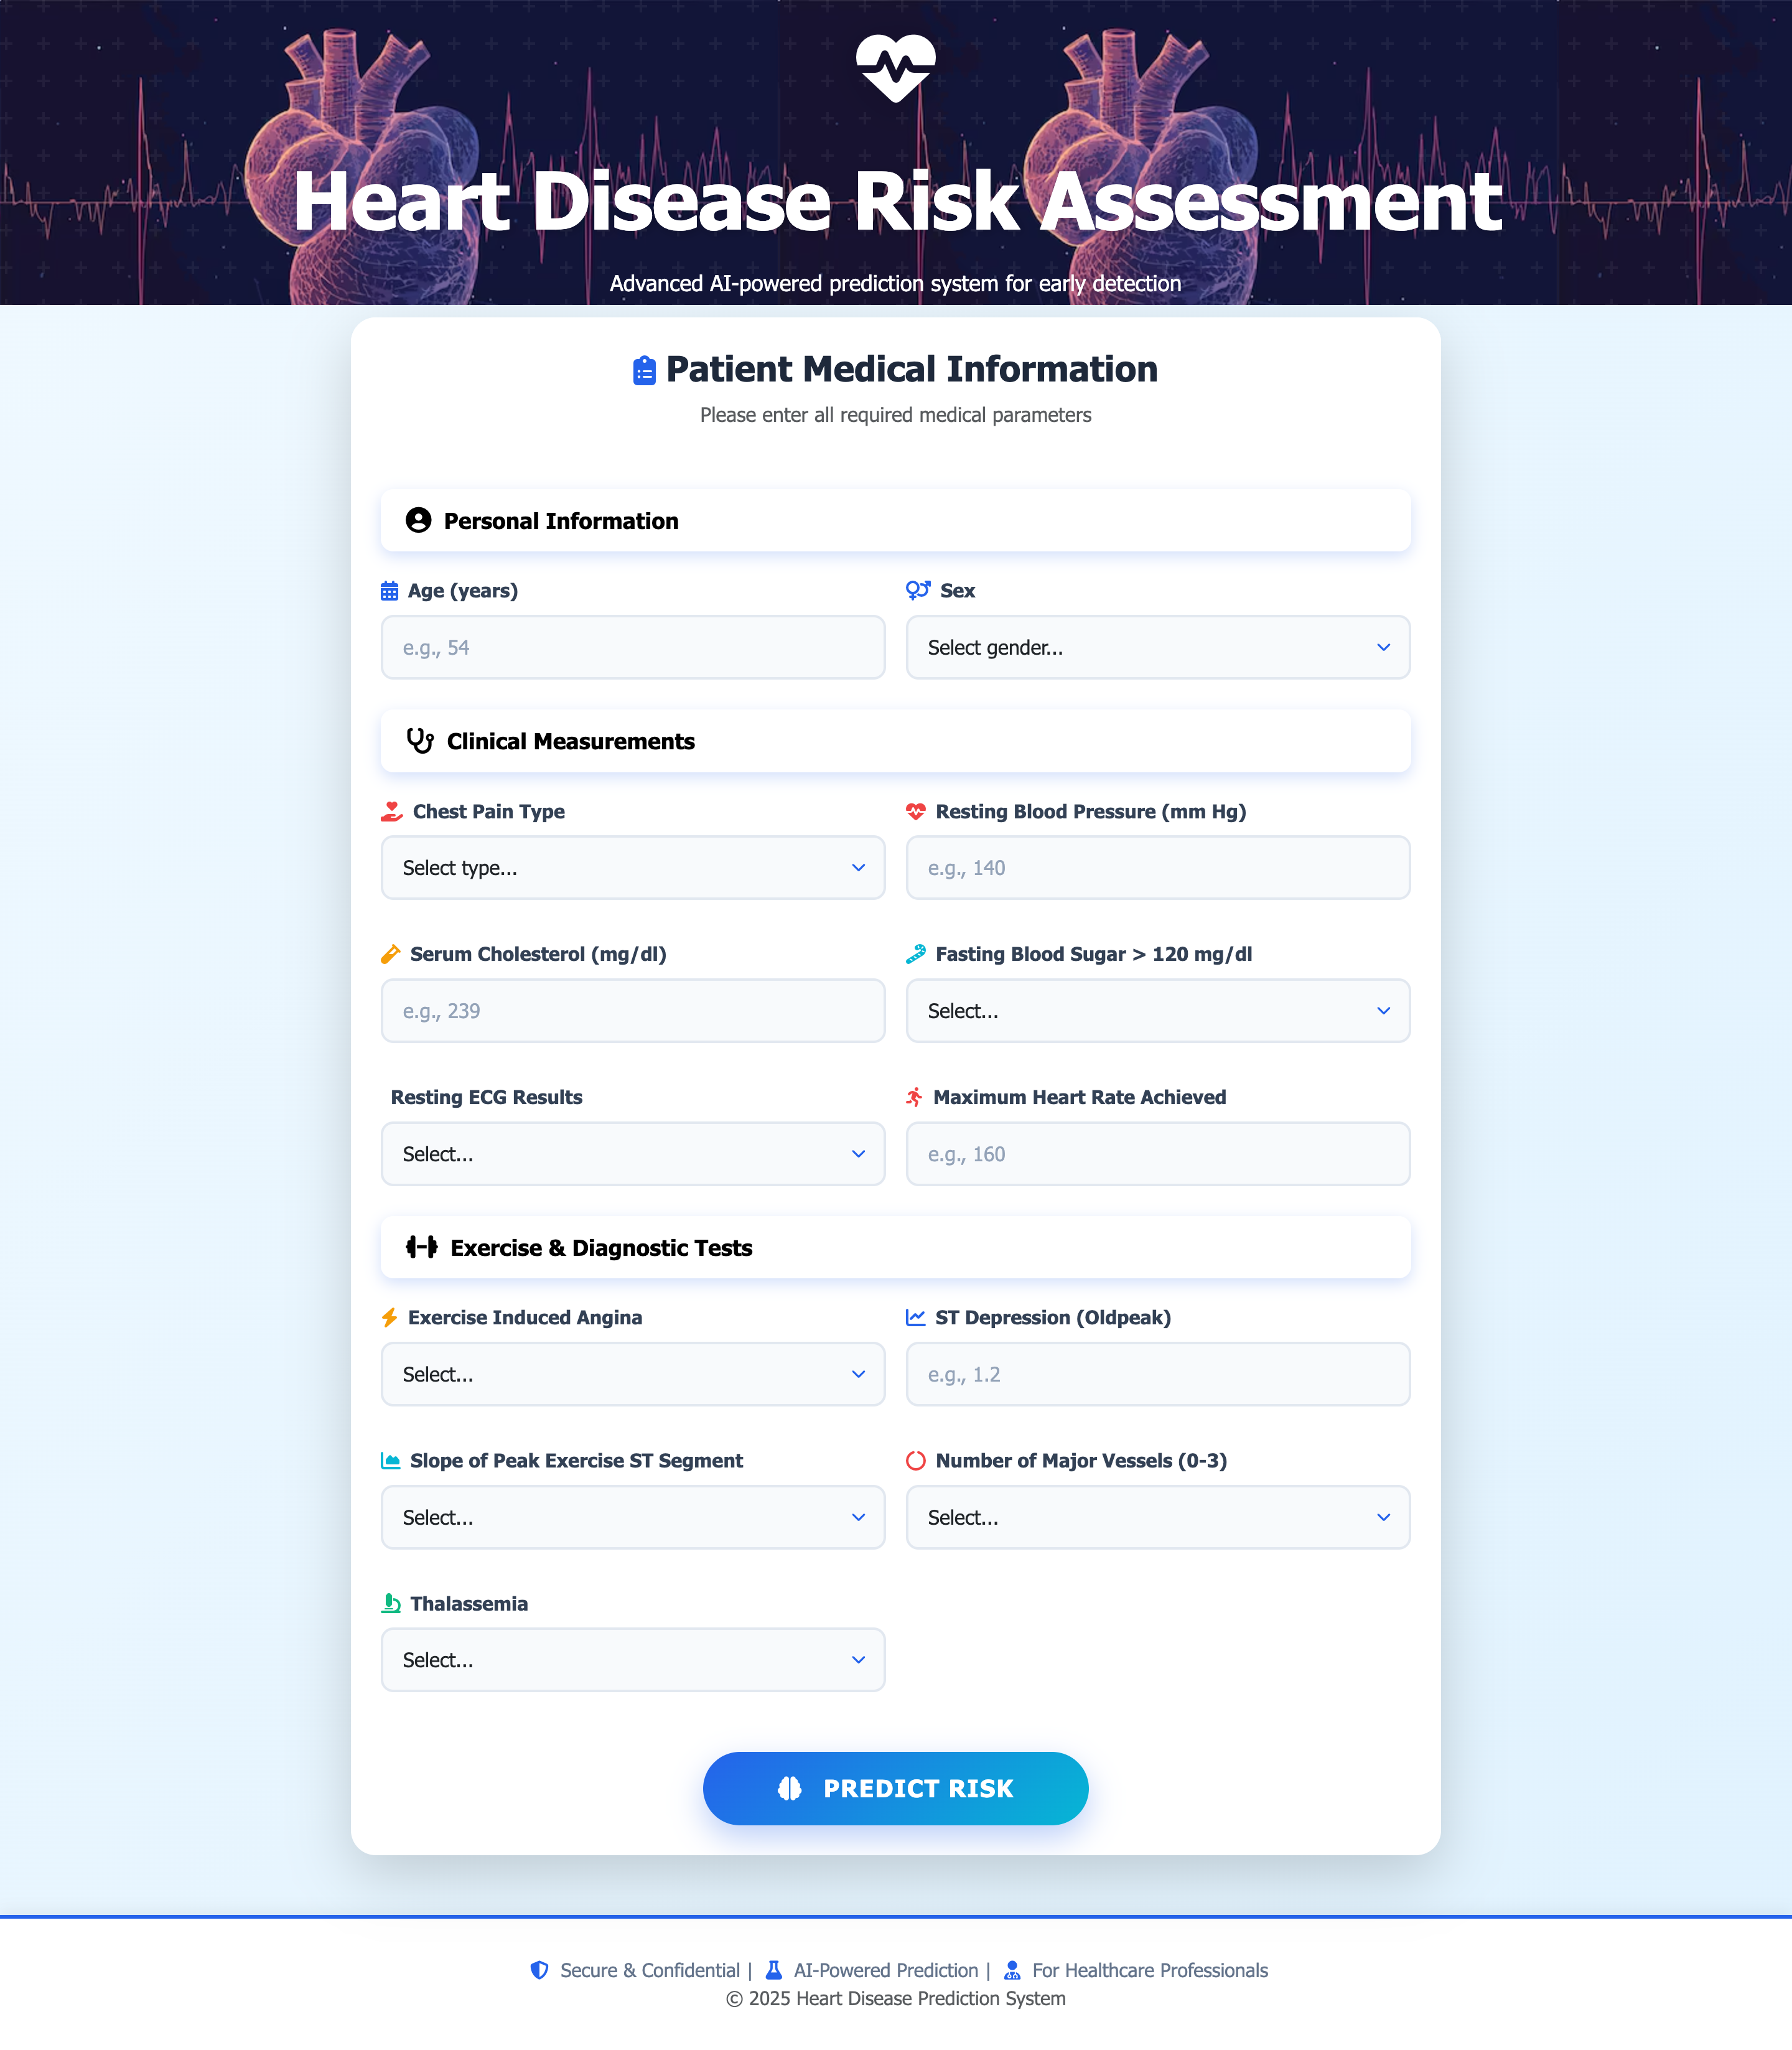 Heart Disease Risk Assessment
Advanced AI-powered prediction system for early detection
Patient Medical Information
Please enter all required medical parameters
Personal Information
Age (years)
Sex
e.g., 54
Select gender...
Clinical Measurements
Chest Pain Type
Resting Blood Pressure (mm Hg)
Select type...
e.g., 140
Serum Cholesterol (mg/dl)
Fasting Blood Sugar > 120 mg/dl
e.g., 239
Select...
Resting ECG Results
Maximum Heart Rate Achieved
Select...
e.g., 160
Exercise & Diagnostic Tests
Exercise Induced Angina
ST Depression (Oldpeak)
Select...
e.g., 1.2
Slope of Peak Exercise ST Segment
Number of Major Vessels (0-3)
Select...
Select...
Thalassemia
Select...
PREDICT RISK
Secure & Confidential | AI-Powered Prediction | For Healthcare Professionals
© 2025 Heart Disease Prediction System